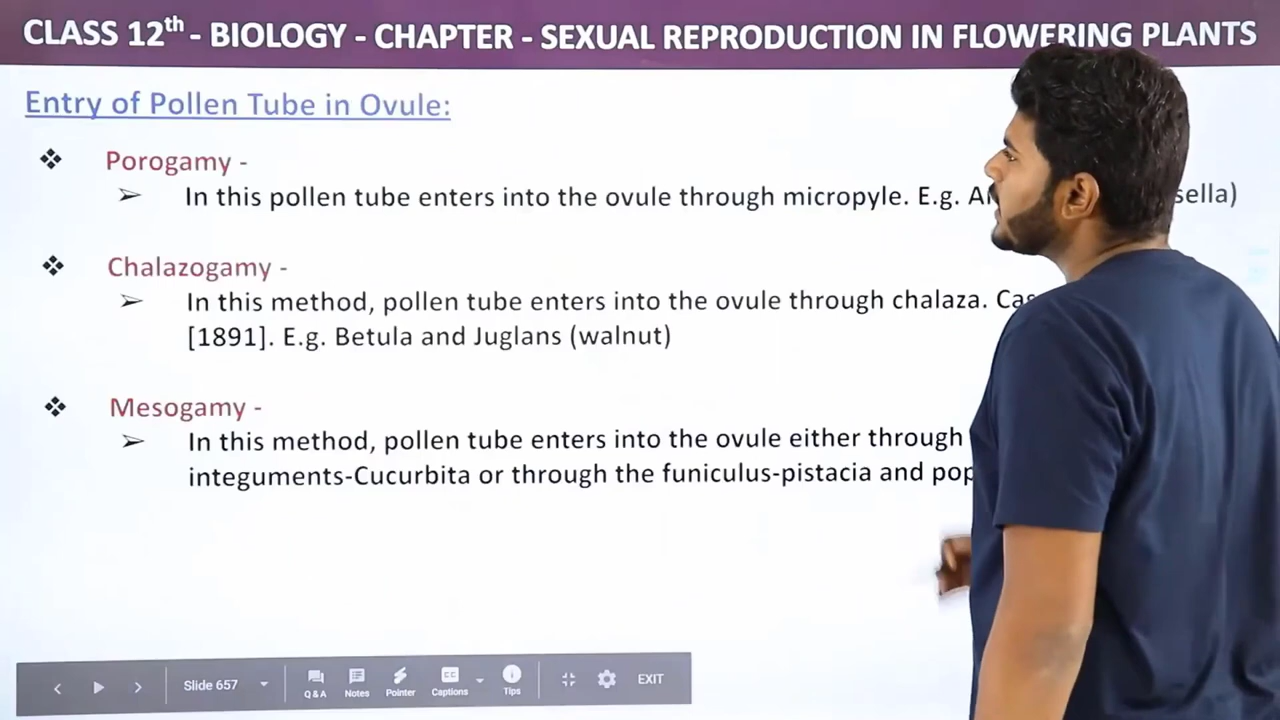 CLASS 12th - BIOLOGY - CHAPTER - SEXUAL REPRODUCTION IN FLOWERING PLANTS
Entry of Pollen Tube in Ovule:
❖ Porogamy -
➢ In this pollen tube enters into the ovule through micropyle. E.g.
❖ Chalazogamy -
➢ In this method, pollen tube enters into the ovule through chalaza.
[1891]. E.g. Betula and Juglans (walnut)
❖ Mesogamy -
➢ In this method, pollen tube enters into the ovule either through
integuments-Cucurbita or through the funiculus-pistacia and
Slide 657 Q & A Notes Pointer CC Captions Tips EXIT